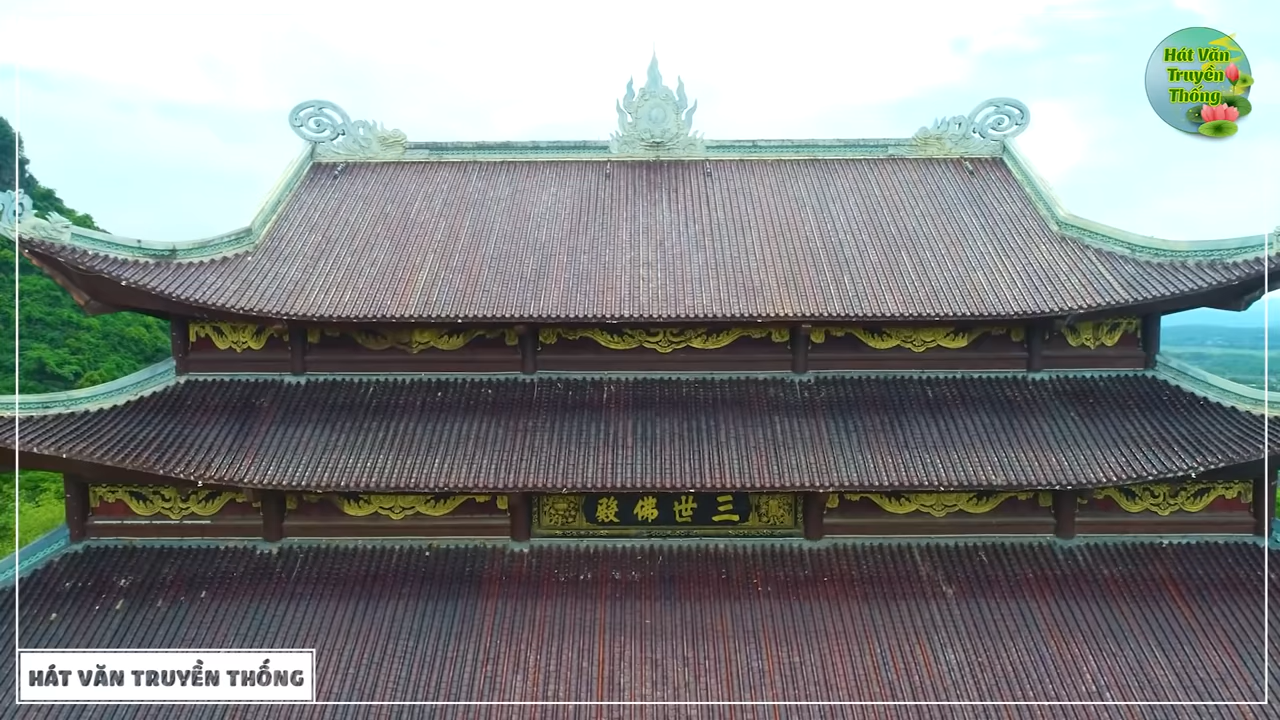 Hát Văn
Truyền
Thống
三世佛殿
HÁT VĂN TRUYỀN THỐNG